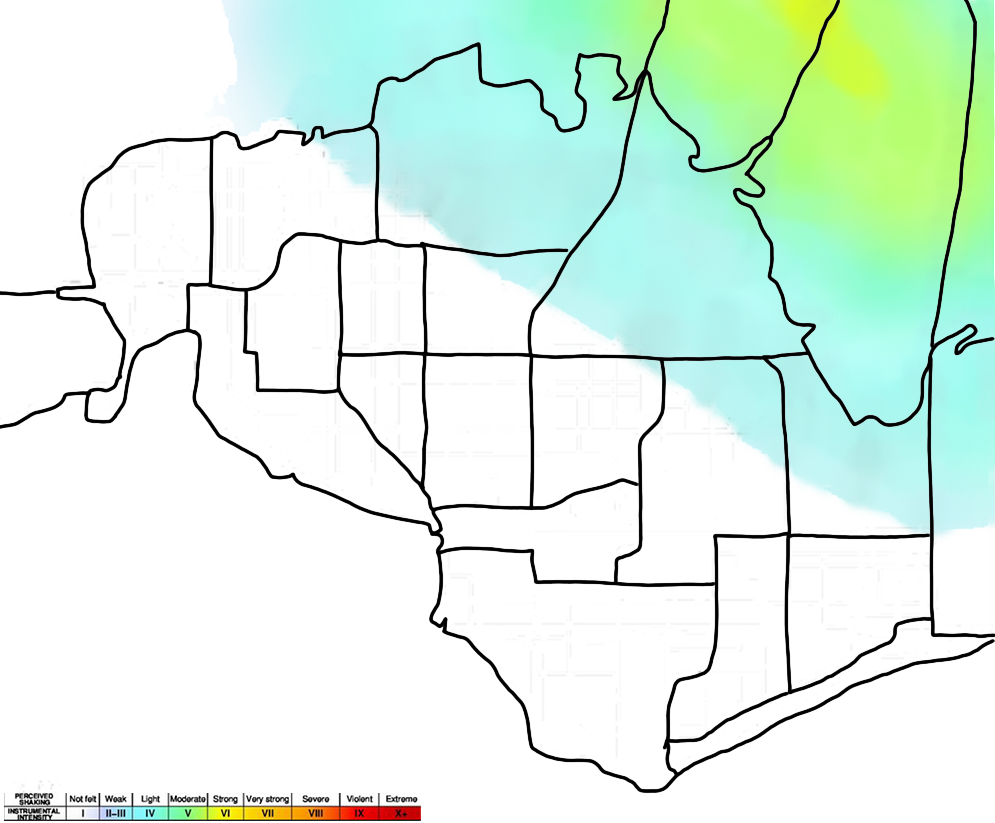 PERCEIVED SHAKING Not felt Weak Light Moderate Strong Very strong Severe Violent Extreme
INSTRUMENTAL INTENSITY I II-III IV V VI VII VIII IX X+